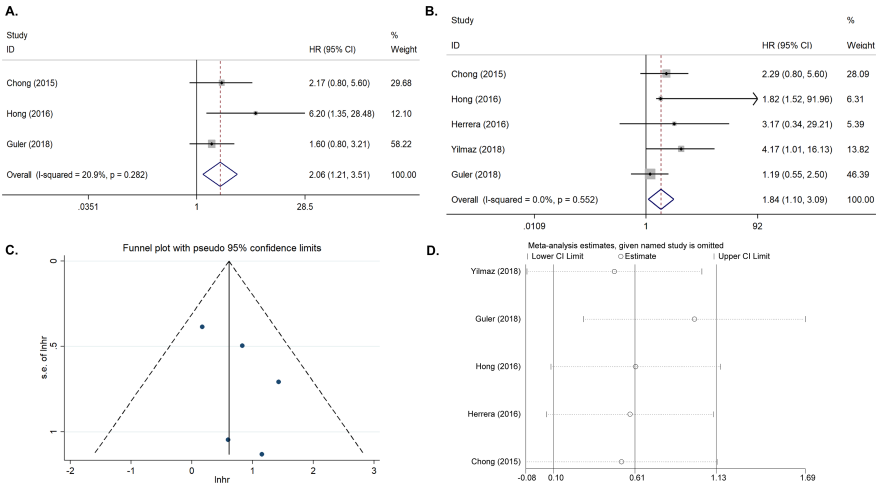 A.
Study
%
ID
HR (95% CI)
Weight
Chong (2015)
2.17 (0.80, 5.60)
29.68
Hong (2016)
6.20 (1.35, 28.48)
12.10
Guler (2018)
1.60 (0.80, 3.21)
58.22
Overall (I-squared = 20.9%, p = 0.282)
2.06 (1.21, 3.51)
100.00
.0351
1
28.5
B.
Study
%
ID
HR (95% CI)
Weight
Chong (2015)
2.29 (0.80, 5.60)
28.09
Hong (2016)
1.82 (1.52, 91.96)
6.31
Herrera (2016)
3.17 (0.34, 29.21)
5.39
Yilmaz (2018)
4.17 (1.01, 16.13)
13.82
Guler (2018)
1.19 (0.55, 2.50)
46.39
Overall (I-squared = 0.0%, p = 0.552)
1.84 (1.10, 3.09)
100.00
.0109
1
92
C.
Funnel plot with pseudo 95% confidence limits
s.e. of lnhr
0
.5
1
-2
-1
0
1
2
3
lnhr
D.
Meta-analysis estimates, given named study is omitted
Lower CI Limit
Estimate
Upper CI Limit
Yilmaz (2018)
Guler (2018)
Hong (2016)
Herrera (2016)
Chong (2015)
-0.08
0.10
0.61
1.13
1.69